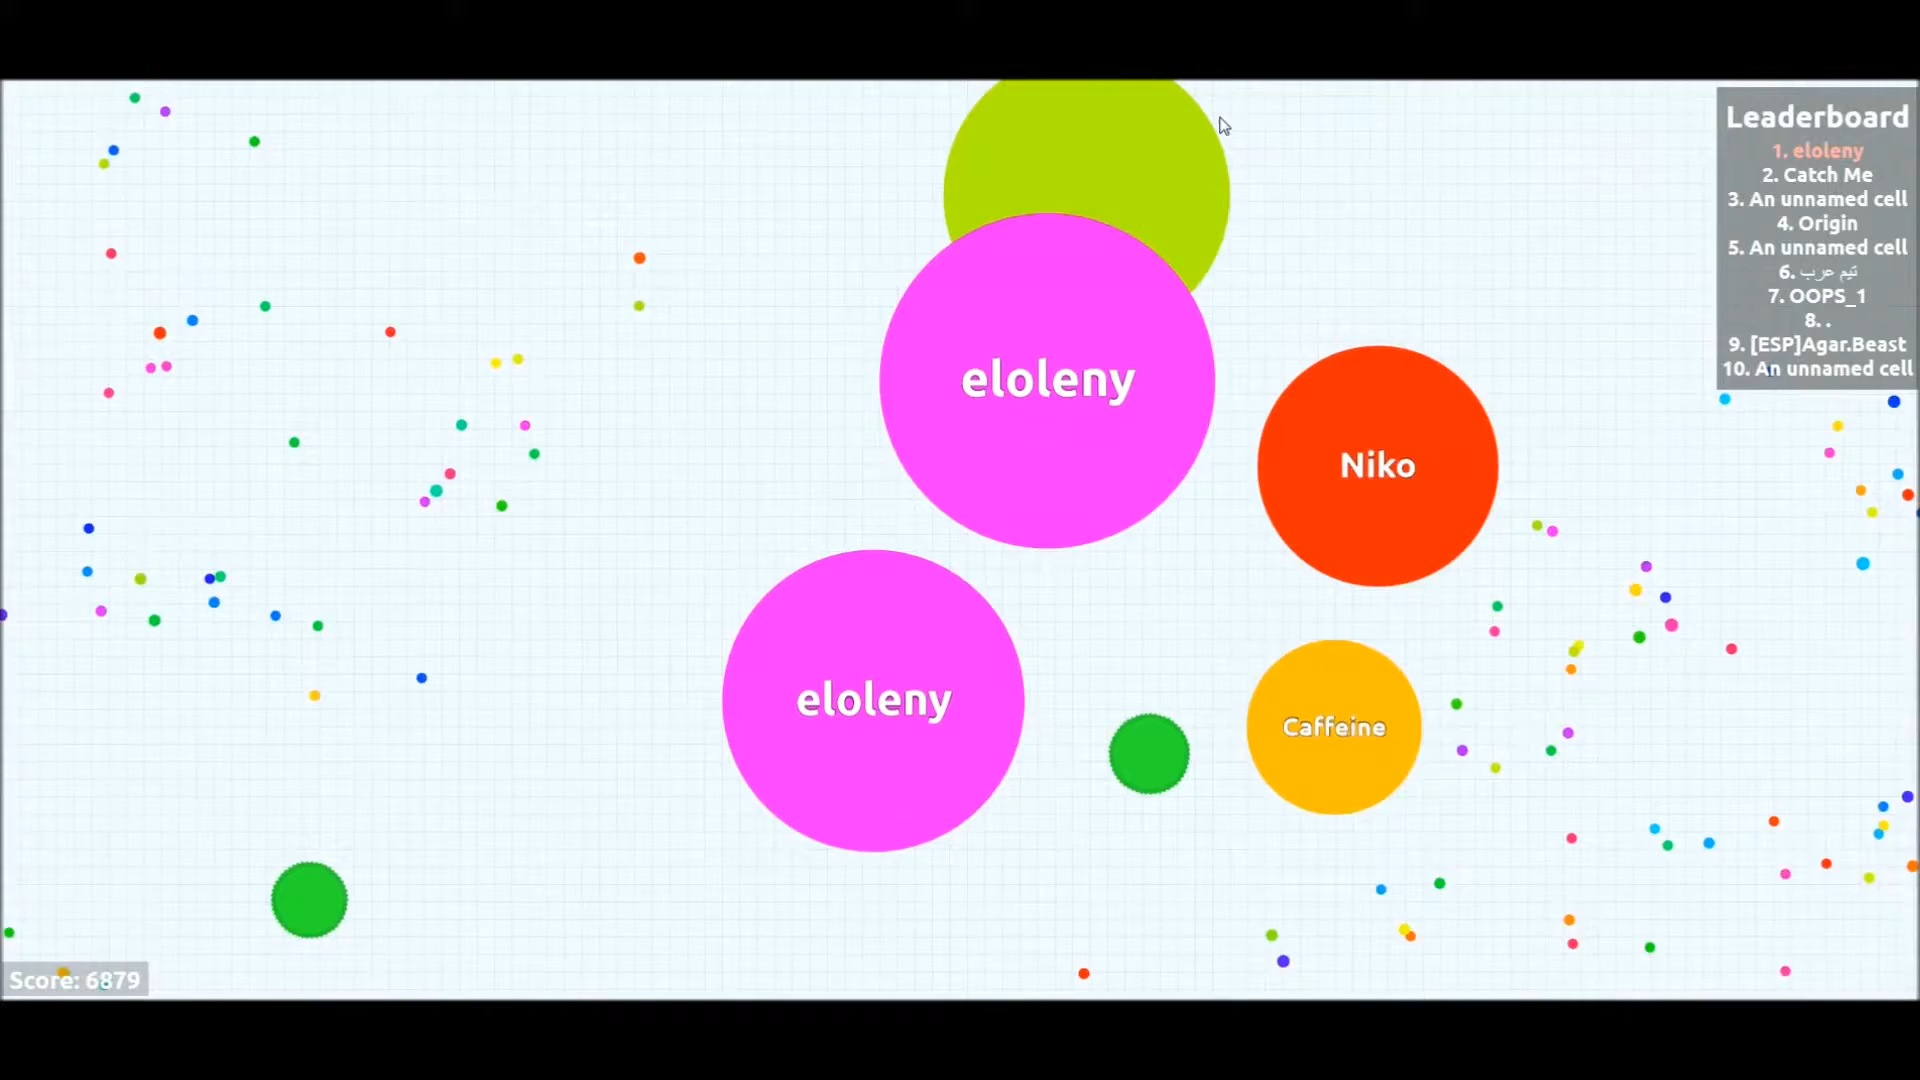 Leaderboard
1. eloleny
2. Catch Me
3. An unnamed cell
4. Origin
5. An unnamed cell
6. تيم عرب
7. OOPS_1
8. .
9. [ESP]Agar.Beast
10. An unnamed cell
eloleny
Niko
eloleny
Caffeine
Score: 6879